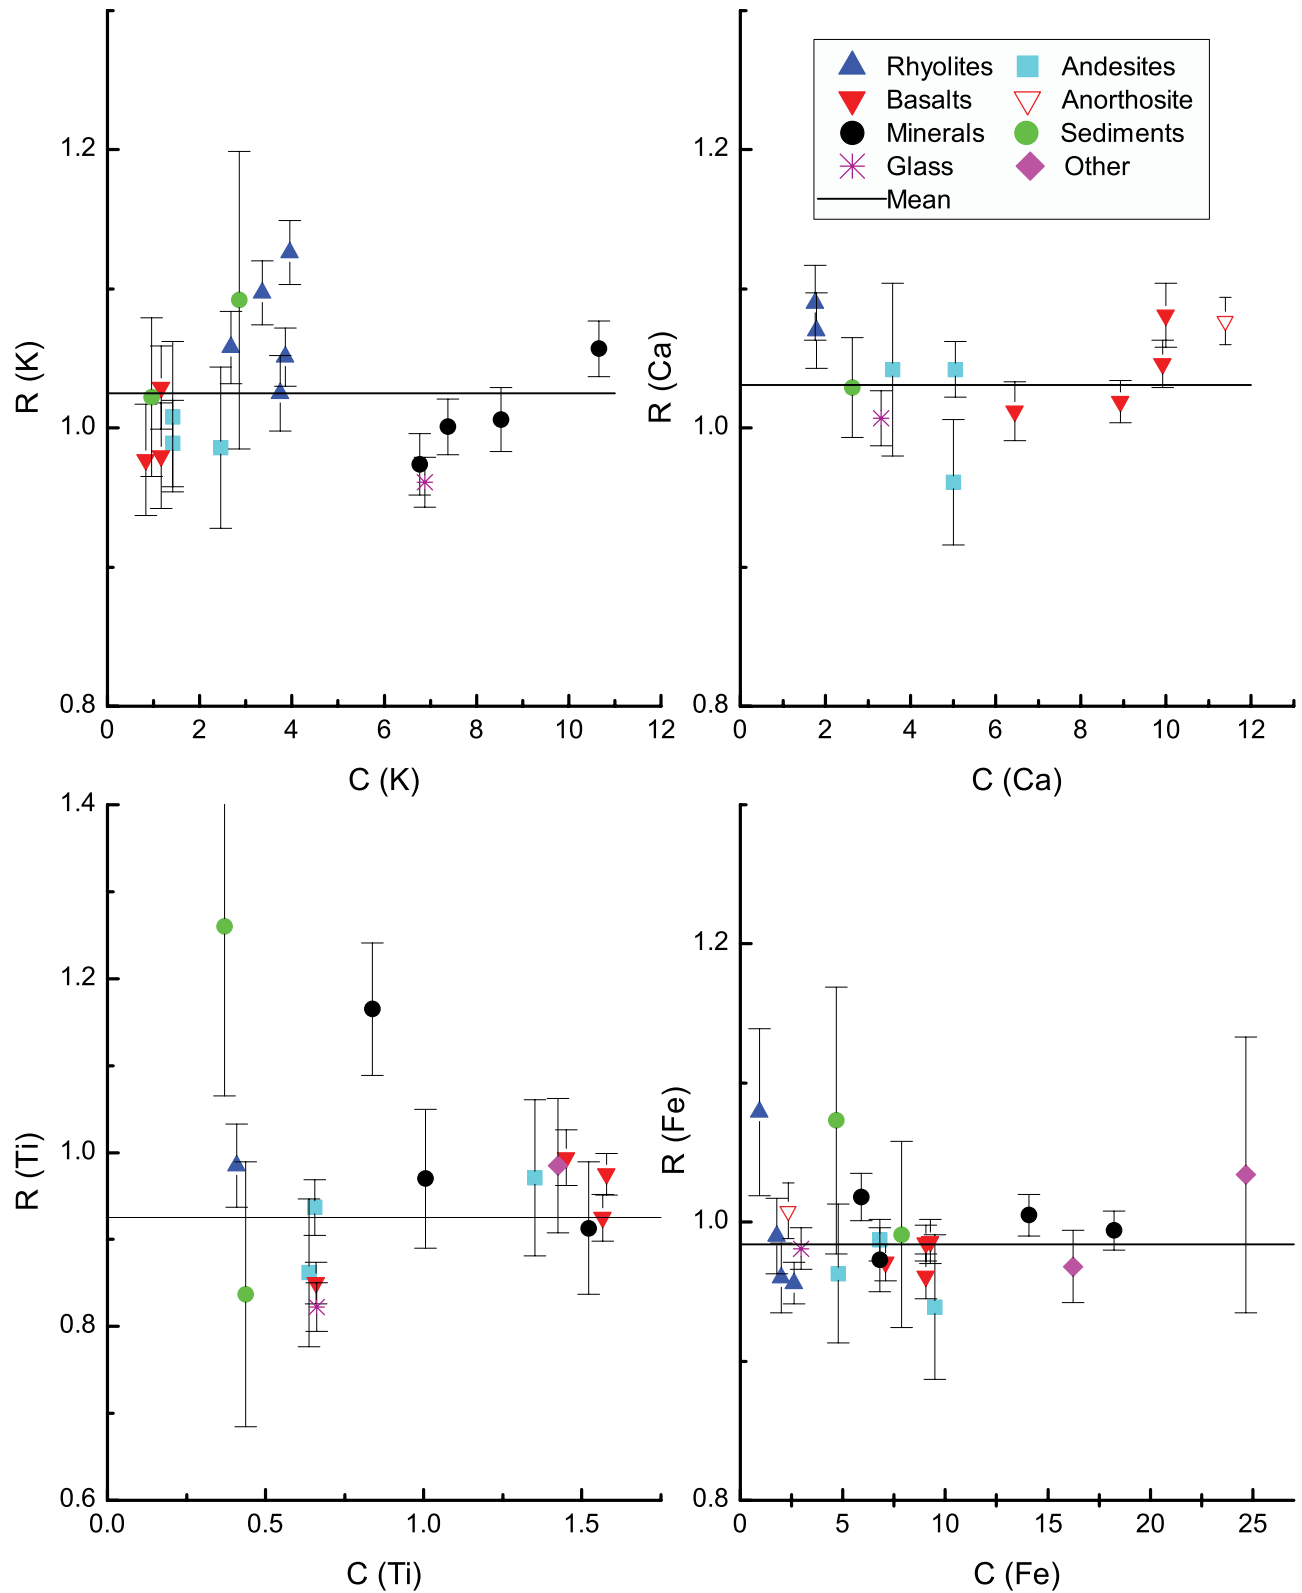 1.2
1.0
0.8
R (K)
0 2 4 6 8 10 12
C (K)
1.2
1.0
0.8
R (Ca)
Rhyolites Andesites
Basalts Anorthosite
Minerals Sediments
Glass Other
Mean
0 2 4 6 8 10 12
C (Ca)
1.4
1.2
1.0
0.8
0.6
R (Ti)
0.0 0.5 1.0 1.5
C (Ti)
1.2
1.0
0.8
R (Fe)
0 5 10 15 20 25
C (Fe)